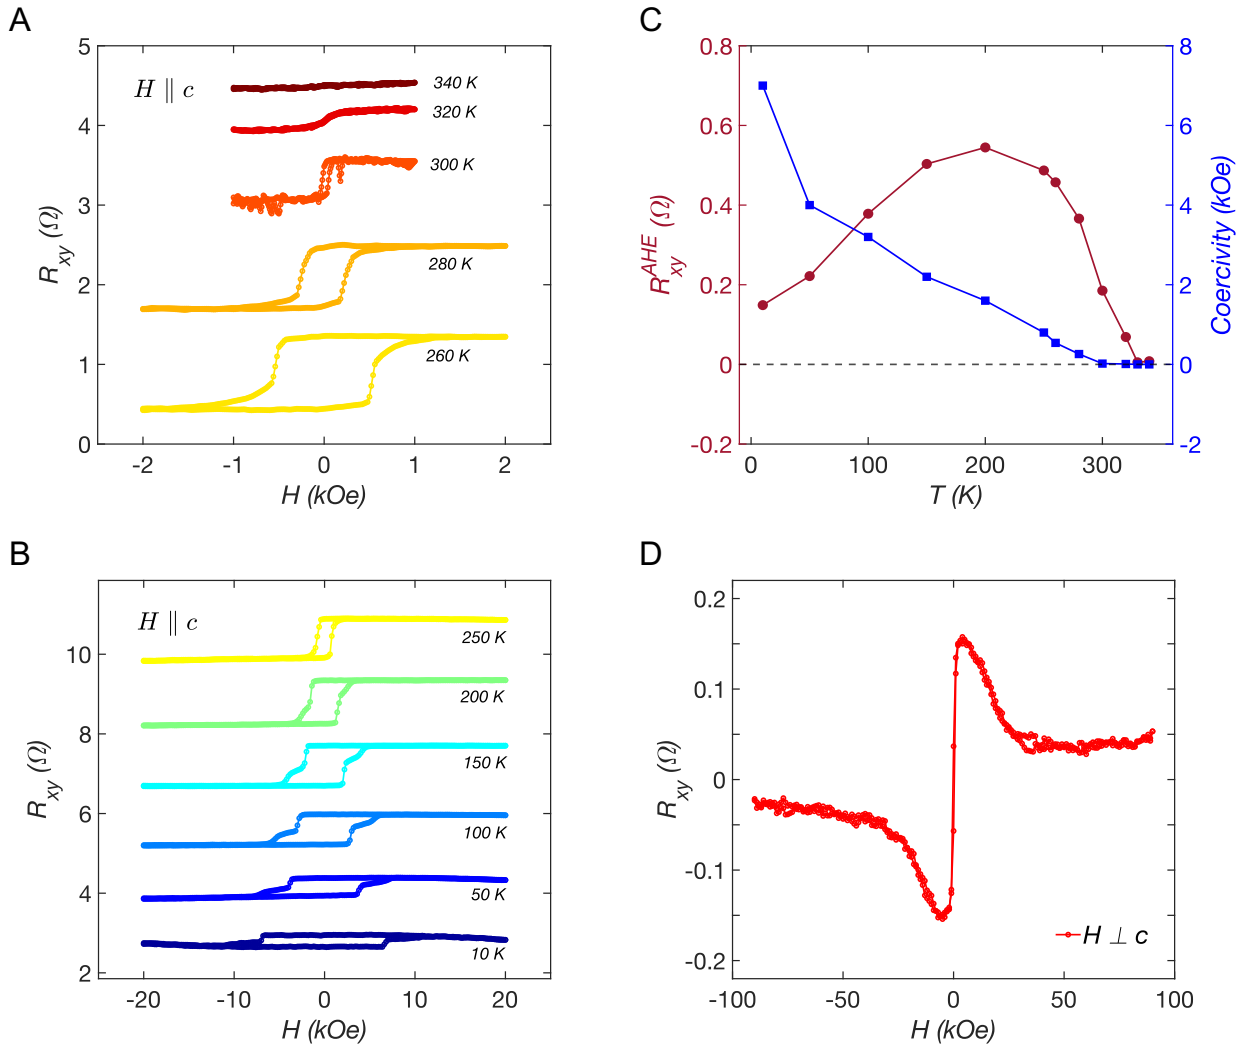 A
5
4
3
2
1
0
R_xy (Ω)
H ∥ c
340 K
320 K
300 K
280 K
260 K
-2 -1 0 1 2
H (kOe)
B
10
8
6
4
2
R_xy (Ω)
H ∥ c
250 K
200 K
150 K
100 K
50 K
10 K
-20 -10 0 10 20
H (kOe)
C
0.8
0.6
0.4
0.2
0
-0.2
R_xy^AHE (Ω)
8
6
4
2
0
-2
Coercivity (kOe)
0 100 200 300
T (K)
D
0.2
0.1
0
-0.1
-0.2
R_xy (Ω)
H ⊥ c
-100 -50 0 50 100
H (kOe)